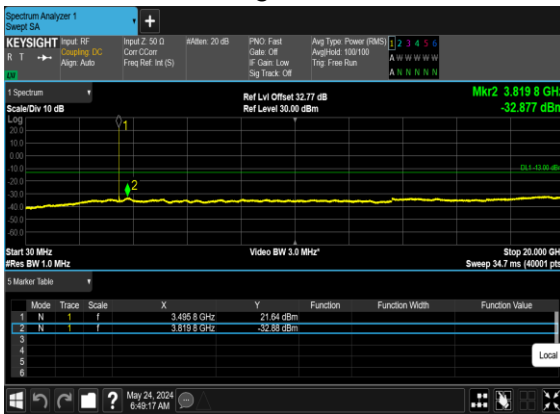 Spectrum Analyzer 1
Swept SA
KEYSIGHT Input: RF Input Z: 50 Ω #Atten: 20 dB PNO: Fast Avg Type: Power (RMS) 1 2 3 4 5 6
R T Coupling: DC Corr CCorr Gate: Off Avg|Hold: 100/100 A W W W W W
Align: Auto Freq Ref: Int (S) IF Gain: Low Trig: Free Run
Sig Track: Off A N N N N N
LV
1 Spectrum Ref Lvl Offset 32.77 dB Mkr2 3.819 8 GHz
Scale/Div 10 dB Ref Level 30.00 dBm -32.877 dBm
Log
20.0
10.0
0.00
-10.0
-20.0
-30.0
-40.0
-50.0
-60.0
1
2
DL1 -13.00 dBm
Start 30 MHz Video BW 3.0 MHz* Stop 20.000 GHz
#Res BW 1.0 MHz Sweep 34.7 ms (40001 pts)
5 Marker Table
Mode Trace Scale X Y Function Function Width Function Value
1 N 1 f 3.495 8 GHz 21.64 dBm
2 N 1 f 3.819 8 GHz -32.88 dBm
3
4
5
6
Local
May 24, 2024
6:49:17 AM